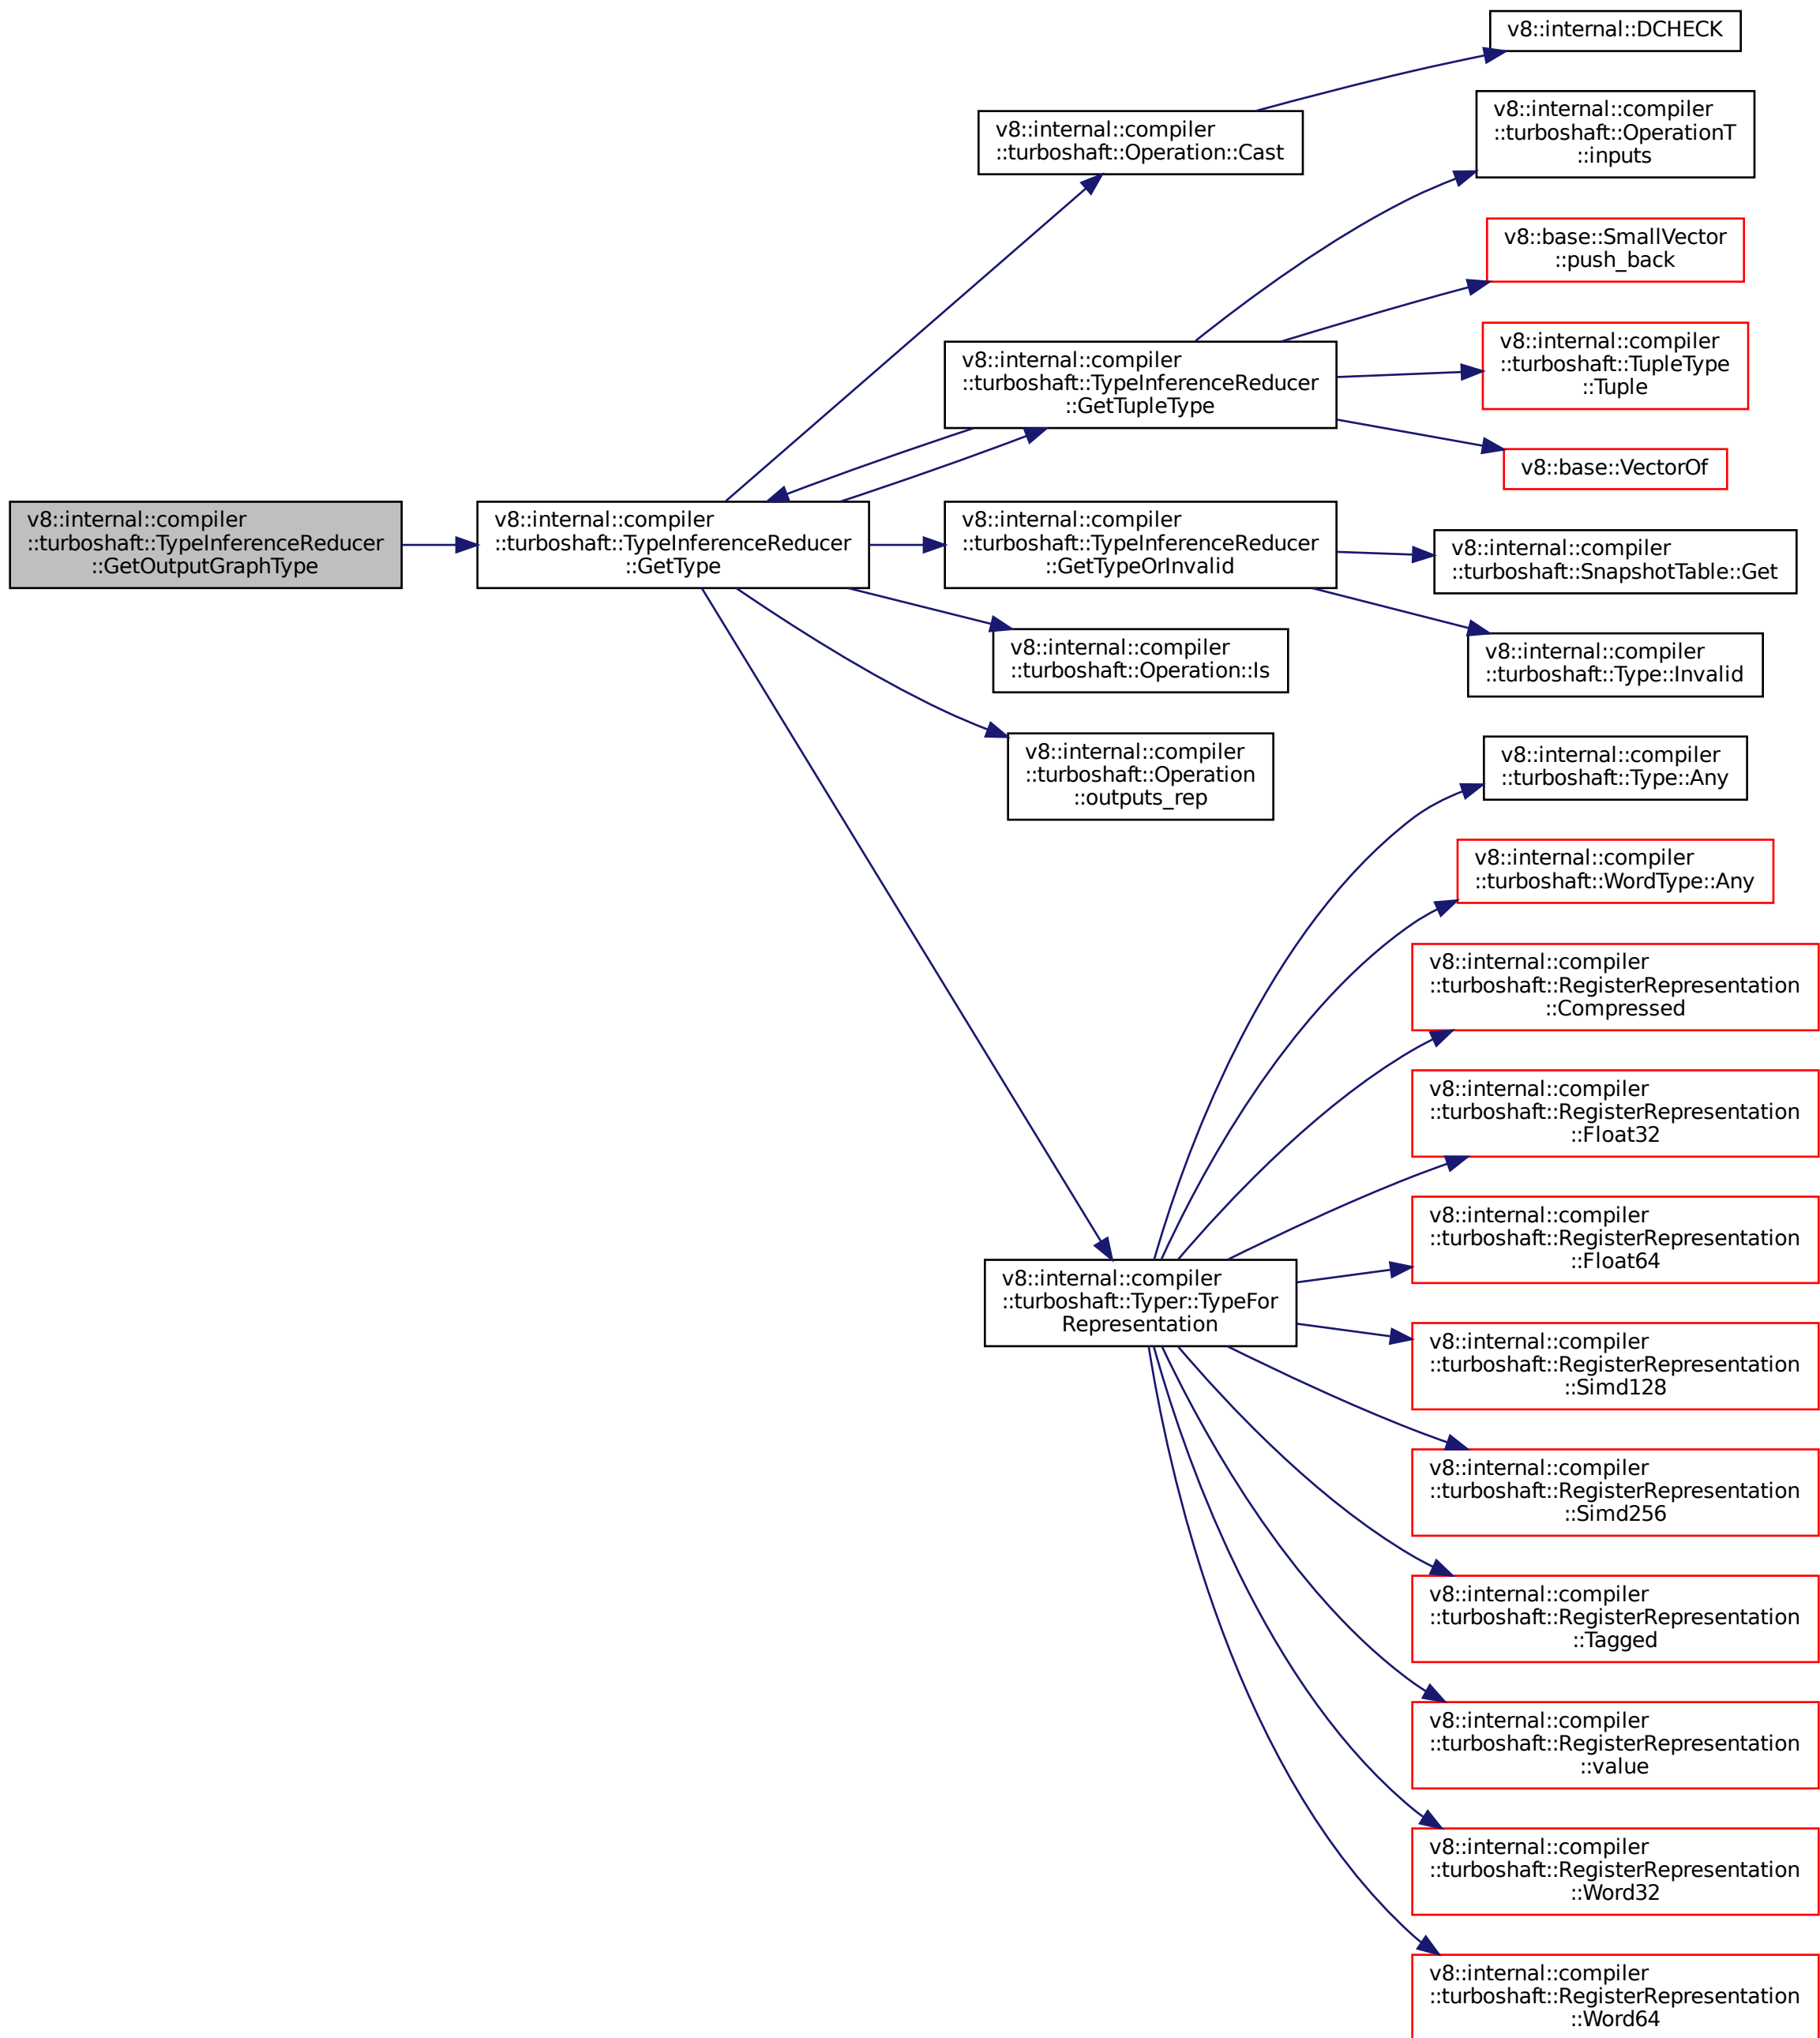 v8::internal::DCHECK
v8::internal::compiler
::turboshaft::Operation::Cast
v8::internal::compiler
::turboshaft::OperationT
::inputs
v8::base::SmallVector
::push_back
v8::internal::compiler
::turboshaft::TupleType
::Tuple
v8::internal::compiler
::turboshaft::TypeInferenceReducer
::GetTupleType
v8::base::VectorOf
v8::internal::compiler
::turboshaft::TypeInferenceReducer
::GetOutputGraphType
v8::internal::compiler
::turboshaft::TypeInferenceReducer
::GetType
v8::internal::compiler
::turboshaft::TypeInferenceReducer
::GetTypeOrInvalid
v8::internal::compiler
::turboshaft::SnapshotTable::Get
v8::internal::compiler
::turboshaft::Operation::Is
v8::internal::compiler
::turboshaft::Type::Invalid
v8::internal::compiler
::turboshaft::Operation
::outputs_rep
v8::internal::compiler
::turboshaft::Type::Any
v8::internal::compiler
::turboshaft::WordType::Any
v8::internal::compiler
::turboshaft::RegisterRepresentation
::Compressed
v8::internal::compiler
::turboshaft::RegisterRepresentation
::Float32
v8::internal::compiler
::turboshaft::RegisterRepresentation
::Float64
v8::internal::compiler
::turboshaft::Typer::TypeFor
Representation
v8::internal::compiler
::turboshaft::RegisterRepresentation
::Simd128
v8::internal::compiler
::turboshaft::RegisterRepresentation
::Simd256
v8::internal::compiler
::turboshaft::RegisterRepresentation
::Tagged
v8::internal::compiler
::turboshaft::RegisterRepresentation
::value
v8::internal::compiler
::turboshaft::RegisterRepresentation
::Word32
v8::internal::compiler
::turboshaft::RegisterRepresentation
::Word64